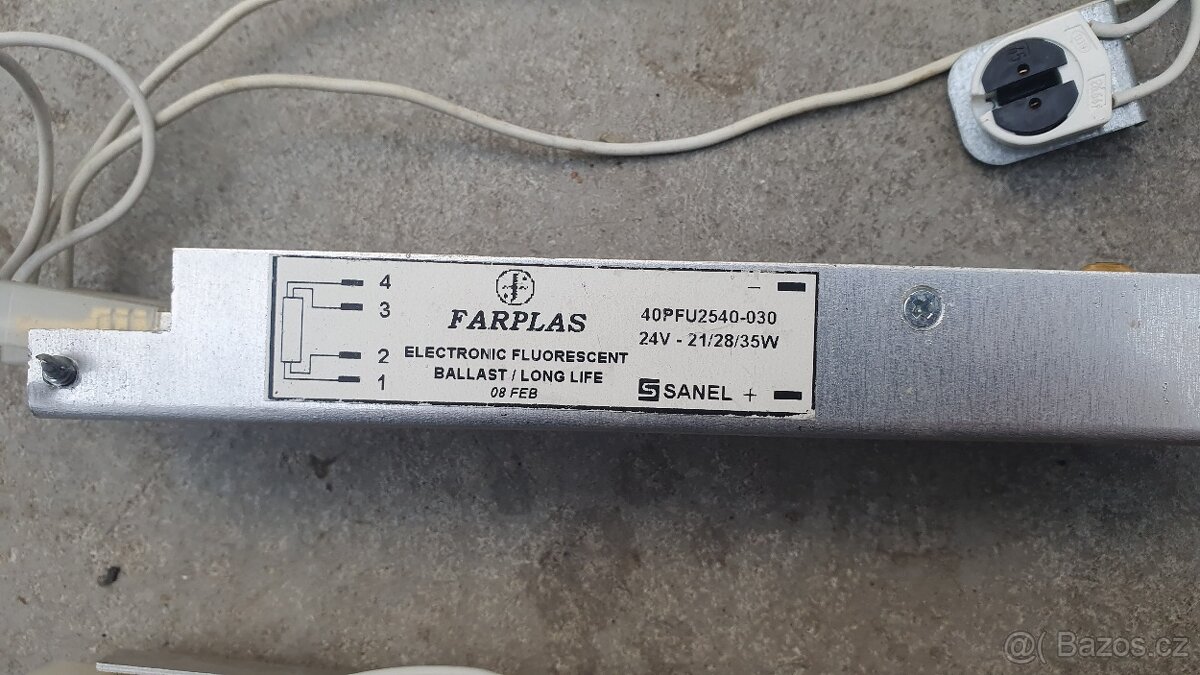 4
3
2
1
FARPLAS
ELECTRONIC FLUORESCENT
BALLAST / LONG LIFE
08 FEB
−
40PFU2540-030
24V - 21/28/35W
SANEL +
@( Bazos.cz